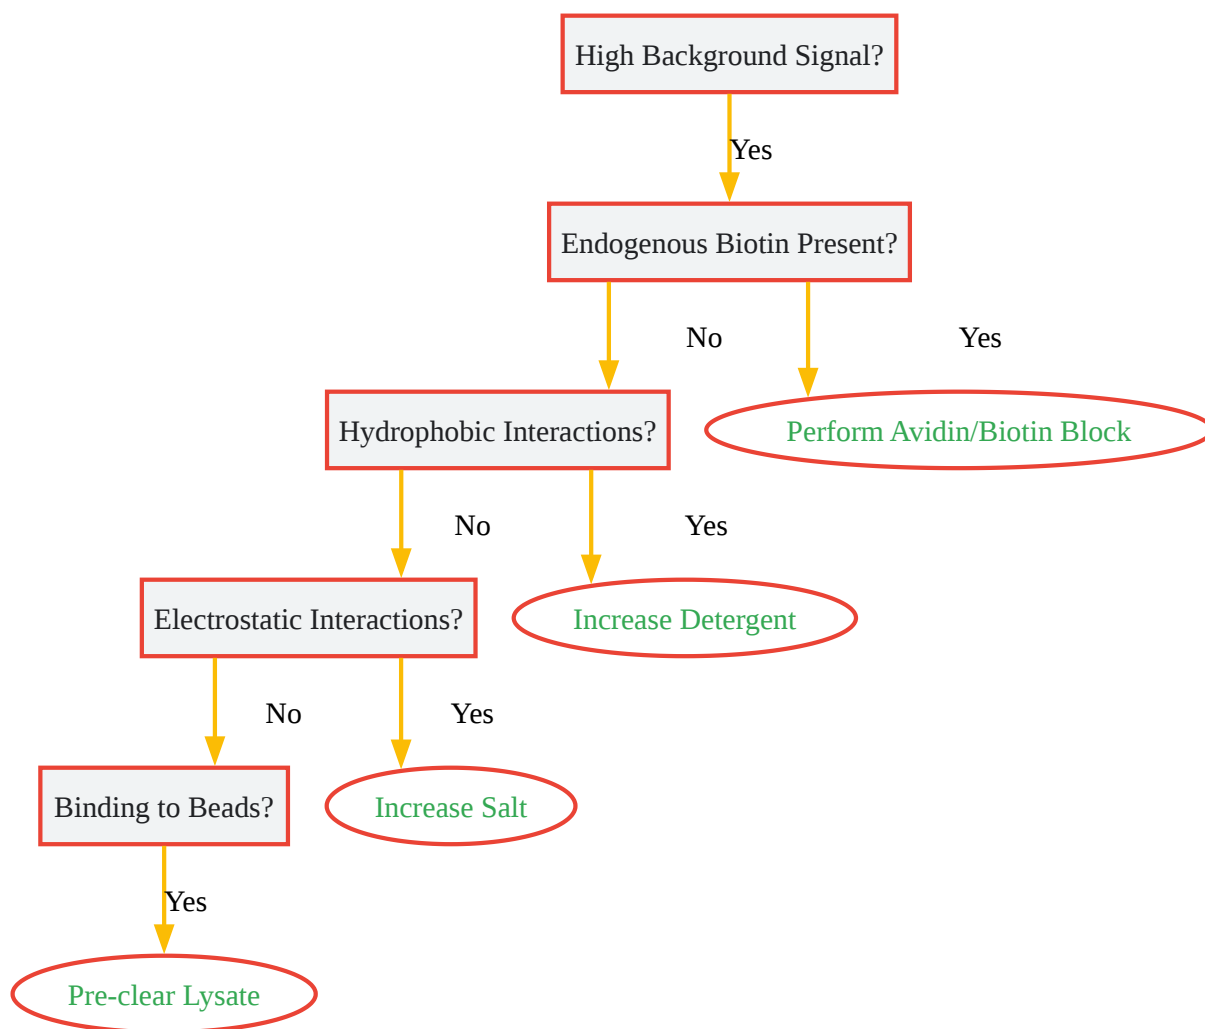 High Background Signal?
Yes
Endogenous Biotin Present?
No
Yes
Hydrophobic Interactions?
Perform Avidin/Biotin Block
No
Yes
Electrostatic Interactions?
Increase Detergent
No
Yes
Binding to Beads?
Increase Salt
Yes
Pre-clear Lysate